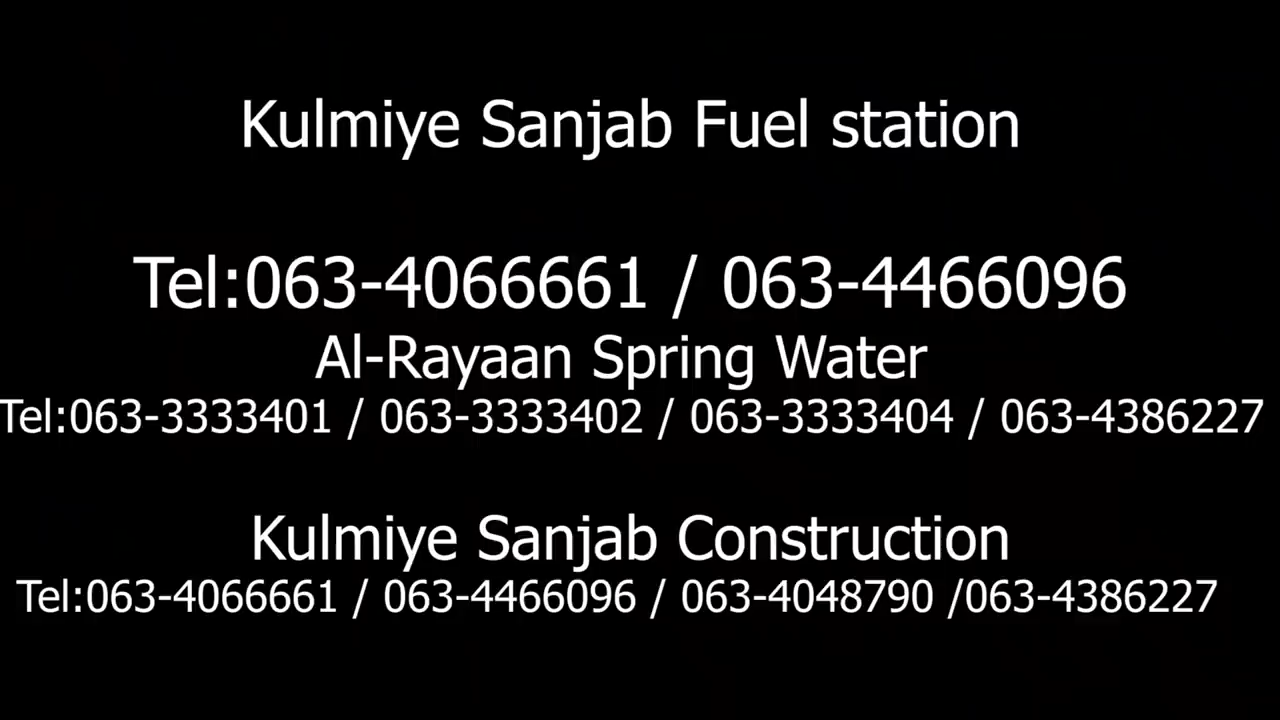 Kulmiye Sanjab Fuel station
Tel:063-4066661 / 063-4466096
Al-Rayaan Spring Water
Tel:063-3333401 / 063-3333402 / 063-3333404 / 063-4386227
Kulmiye Sanjab Construction
Tel:063-4066661 / 063-4466096 / 063-4048790 /063-4386227